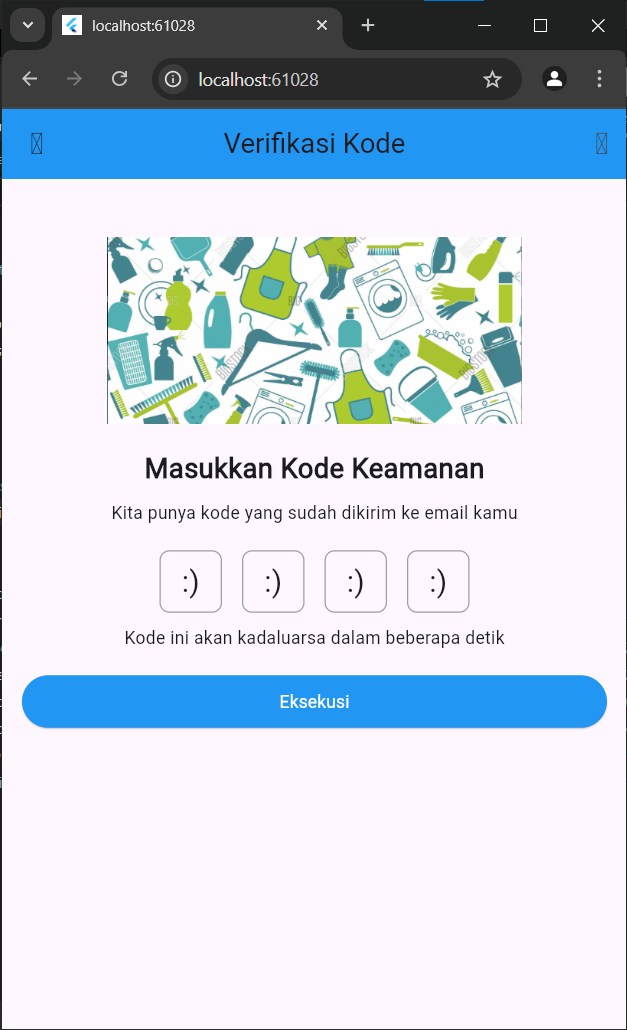 localhost:61028
localhost:61028
Verifikasi Kode
Masukkan Kode Keamanan
Kita punya kode yang sudah dikirim ke email kamu
:) :) :) :)
Kode ini akan kadaluarsa dalam beberapa detik
Eksekusi